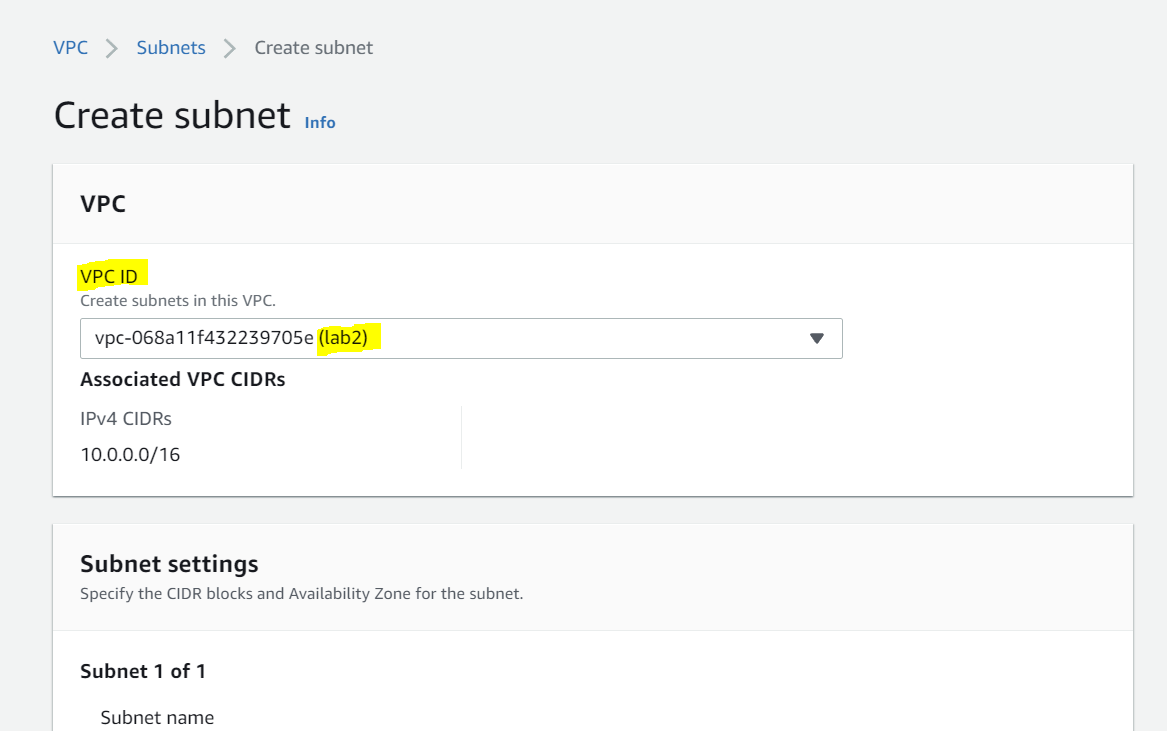 VPC > Subnets > Create subnet
Create subnet Info
VPC
VPC ID
Create subnets in this VPC.
vpc-068a11f432239705e (lab2)
Associated VPC CIDRs
IPv4 CIDRs
10.0.0.0/16
Subnet settings
Specify the CIDR blocks and Availability Zone for the subnet.
Subnet 1 of 1
Subnet name